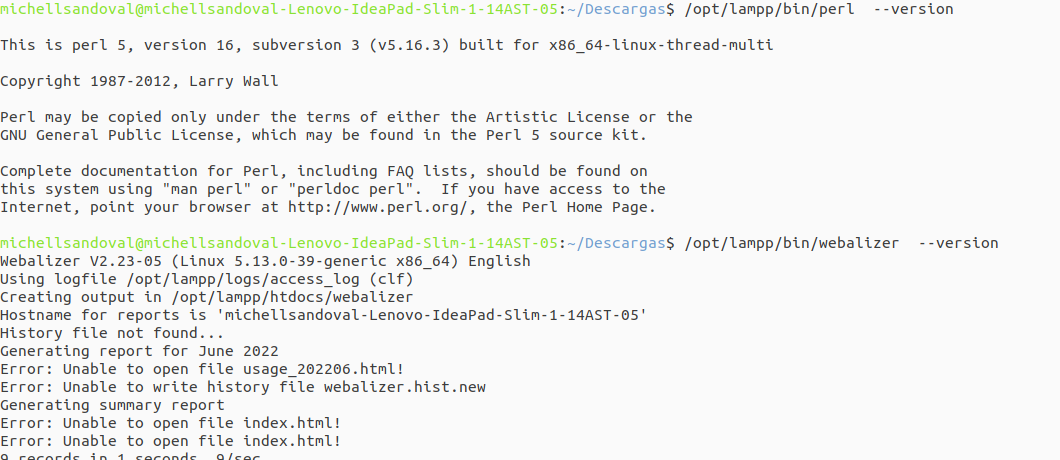 michellsandoval@michellsandoval-Lenovo-IdeaPad-Slim-1-14AST-05:~/Descargas$ /opt/lampp/bin/perl  --version
This is perl 5, version 16, subversion 3 (v5.16.3) built for x86_64-linux-thread-multi
Copyright 1987-2012, Larry Wall
Perl may be copied only under the terms of either the Artistic License or the
GNU General Public License, which may be found in the Perl 5 source kit.
Complete documentation for Perl, including FAQ lists, should be found on
this system using "man perl" or "perldoc perl".  If you have access to the
Internet, point your browser at http://www.perl.org/, the Perl Home Page.
michellsandoval@michellsandoval-Lenovo-IdeaPad-Slim-1-14AST-05:~/Descargas$ /opt/lampp/bin/webalizer  --version
Webalizer V2.23-05 (Linux 5.13.0-39-generic x86_64) English
Using logfile /opt/lampp/logs/access_log (clf)
Creating output in /opt/lampp/htdocs/webalizer
Hostname for reports is 'michellsandoval-Lenovo-IdeaPad-Slim-1-14AST-05'
History file not found...
Generating report for June 2022
Error: Unable to open file usage_202206.html!
Error: Unable to write history file webalizer.hist.new
Generating summary report
Error: Unable to open file index.html!
Error: Unable to open file index.html!
9 records in 1 seconds, 9/sec